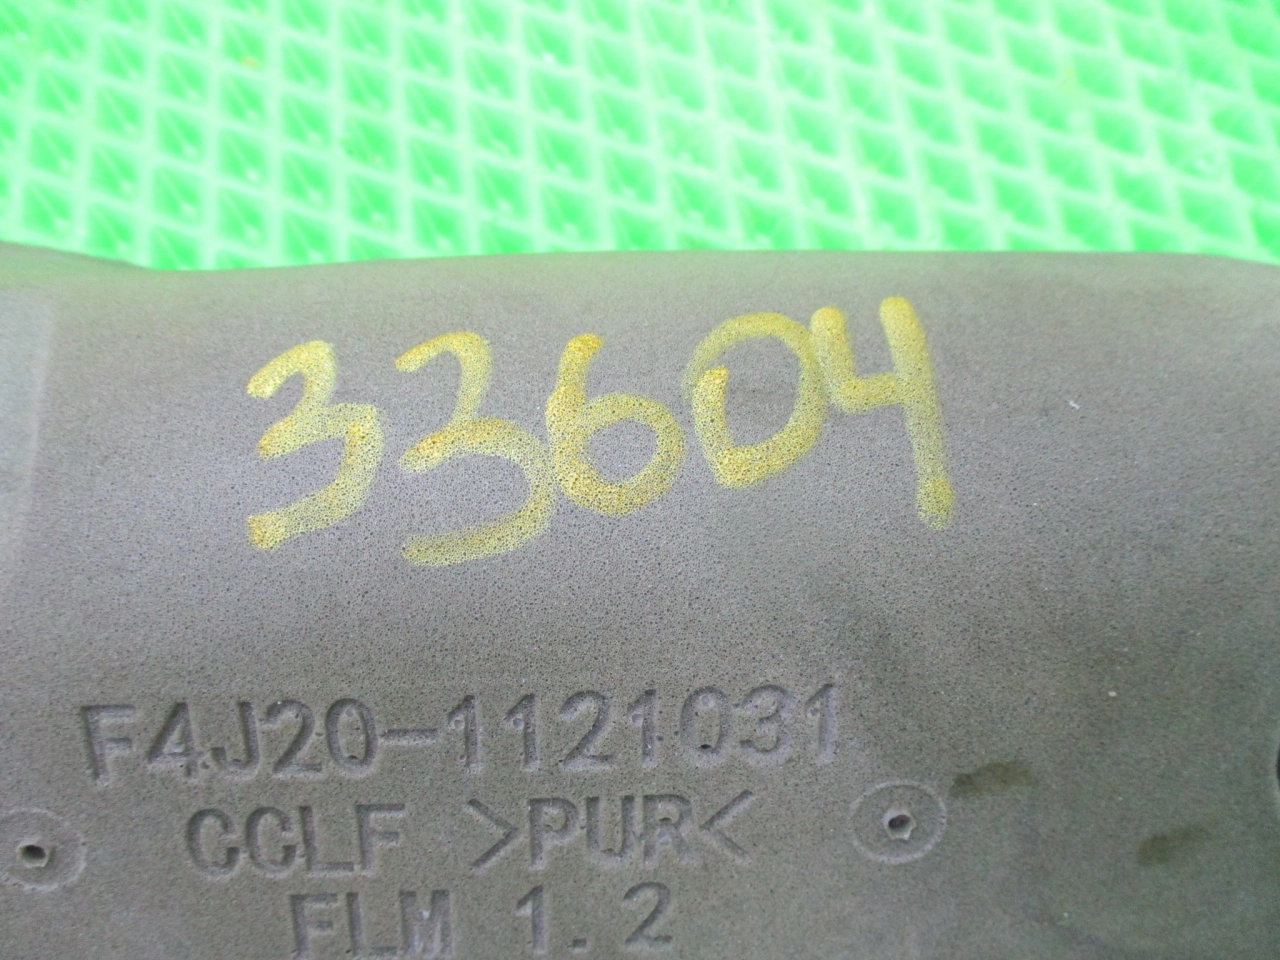 33604
F4J20-1121031
CCLF >PUR<
FLM 1.2